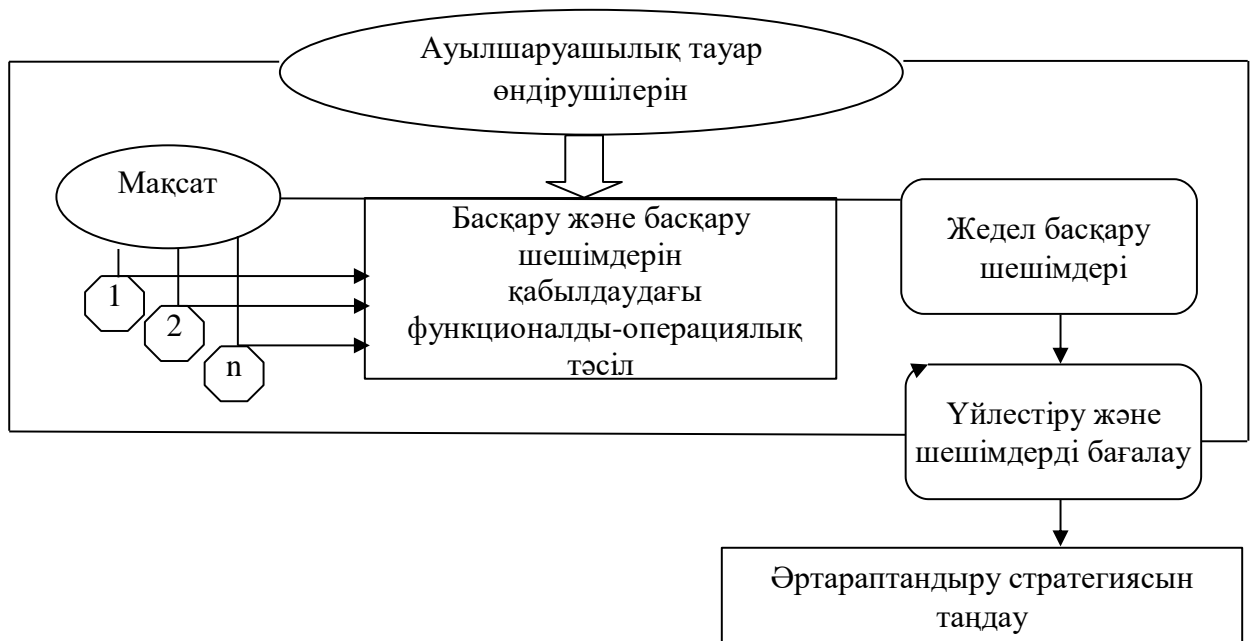 Ауылшаруашылық тауар
өндірушілерін
Мақсат
1
2
n
Басқару және басқару
шешімдерін
қабылдаудағы
функционалды-операциялық
тәсіл
Жедел басқару
шешімдері
Үйлестіру және
шешімдерді бағалау
Әртараптандыру стратегиясын
таңдау